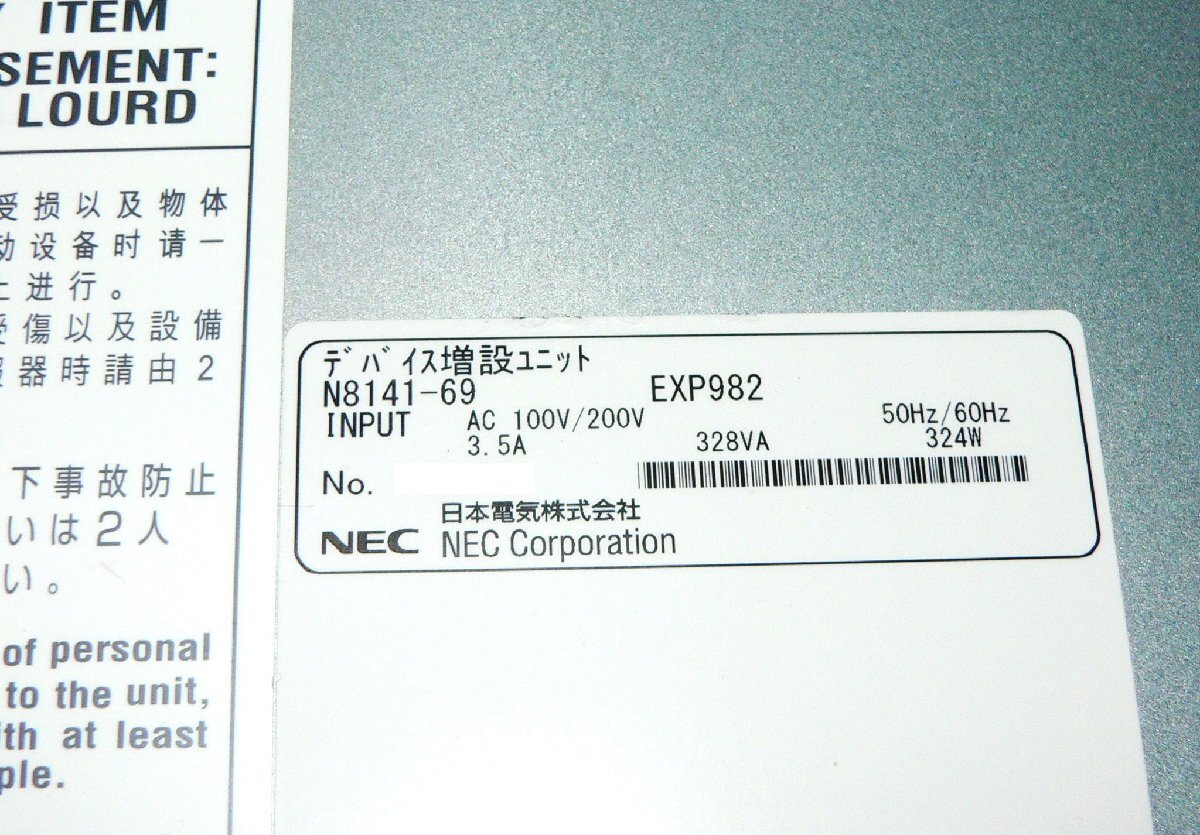 ITEM
SEMENT:
LOURD
受损以及物体
动设备时请一
进行。
受傷以及設備
器時請由2
下事故防止
いは2人
い。
of personal
to the unit,
ith at least
ple.
デバイス増設ユニット
N8141-69 EXP982
INPUT AC 100V/200V 50Hz/60Hz
3.5A 328VA 324W
No.
日本電気株式会社
NEC NEC Corporation